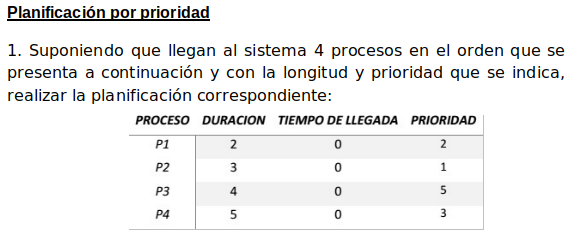 Planificación por prioridad
1. Suponiendo que llegan al sistema 4 procesos en el orden que se
presenta a continuación y con la longitud y prioridad que se indica,
realizar la planificación correspondiente:
PROCESO DURACION TIEMPO DE LLEGADA PRIORIDAD
P1 2 0 2
P2 3 0 1
P3 4 0 5
P4 5 0 3